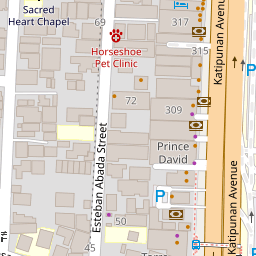 69
Sacred
Heart Chapel
317
Horseshoe
Pet Clinic
315
72
309
Prince
David
P
P
Esteban Abada Street
Katipunan Avenue
Katipunan Avenue
50
45